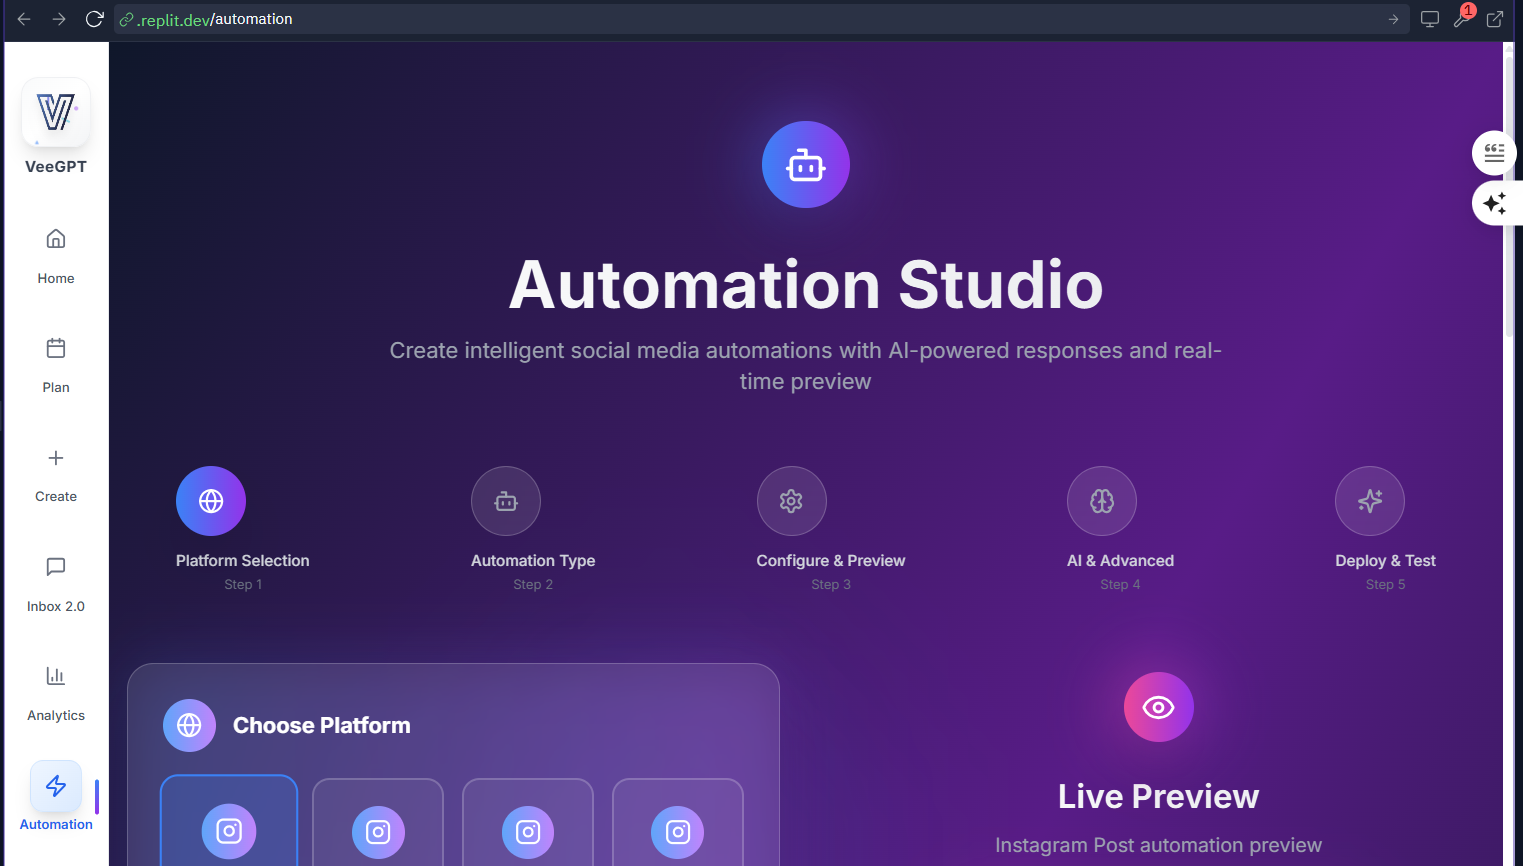 .replit.dev/automation
1
VeeGPT
Home
Plan
Create
Inbox 2.0
Analytics
Automation
Automation Studio
Create intelligent social media automations with AI-powered responses and real-
time preview
Platform Selection
Step 1
Automation Type
Step 2
Configure & Preview
Step 3
AI & Advanced
Step 4
Deploy & Test
Step 5
Choose Platform
Live Preview
Instagram Post automation preview